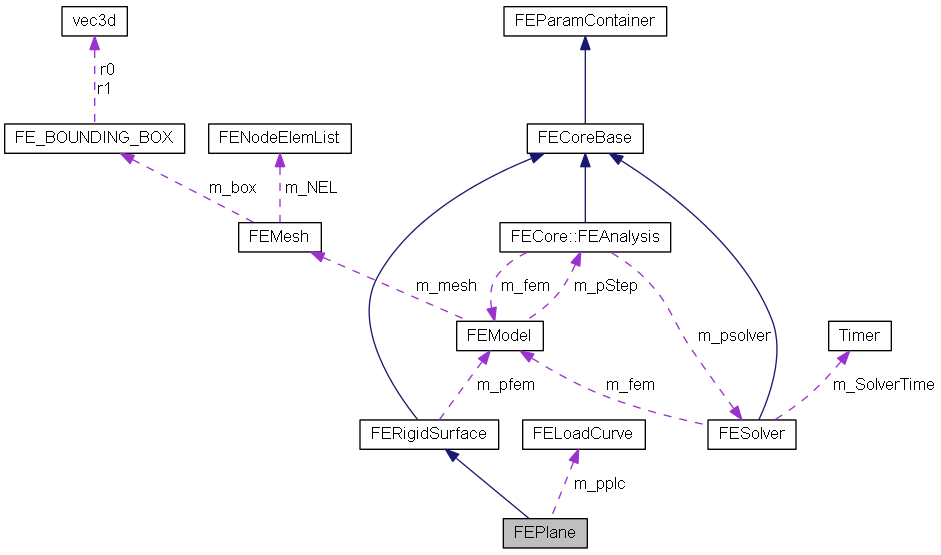 vec3d
FEParamContainer
r0
r1
FE_BOUNDING_BOX
FENodeElemList
FECoreBase
m_box
m_NEL
FEMesh
FECore::FEAnalysis
m_mesh
m_fem
m_pStep
FEModel
m_psolver
Timer
m_pfem
m_fem
m_SolverTime
FERigidSurface
FELoadCurve
FESolver
m_pplc
FEPlane